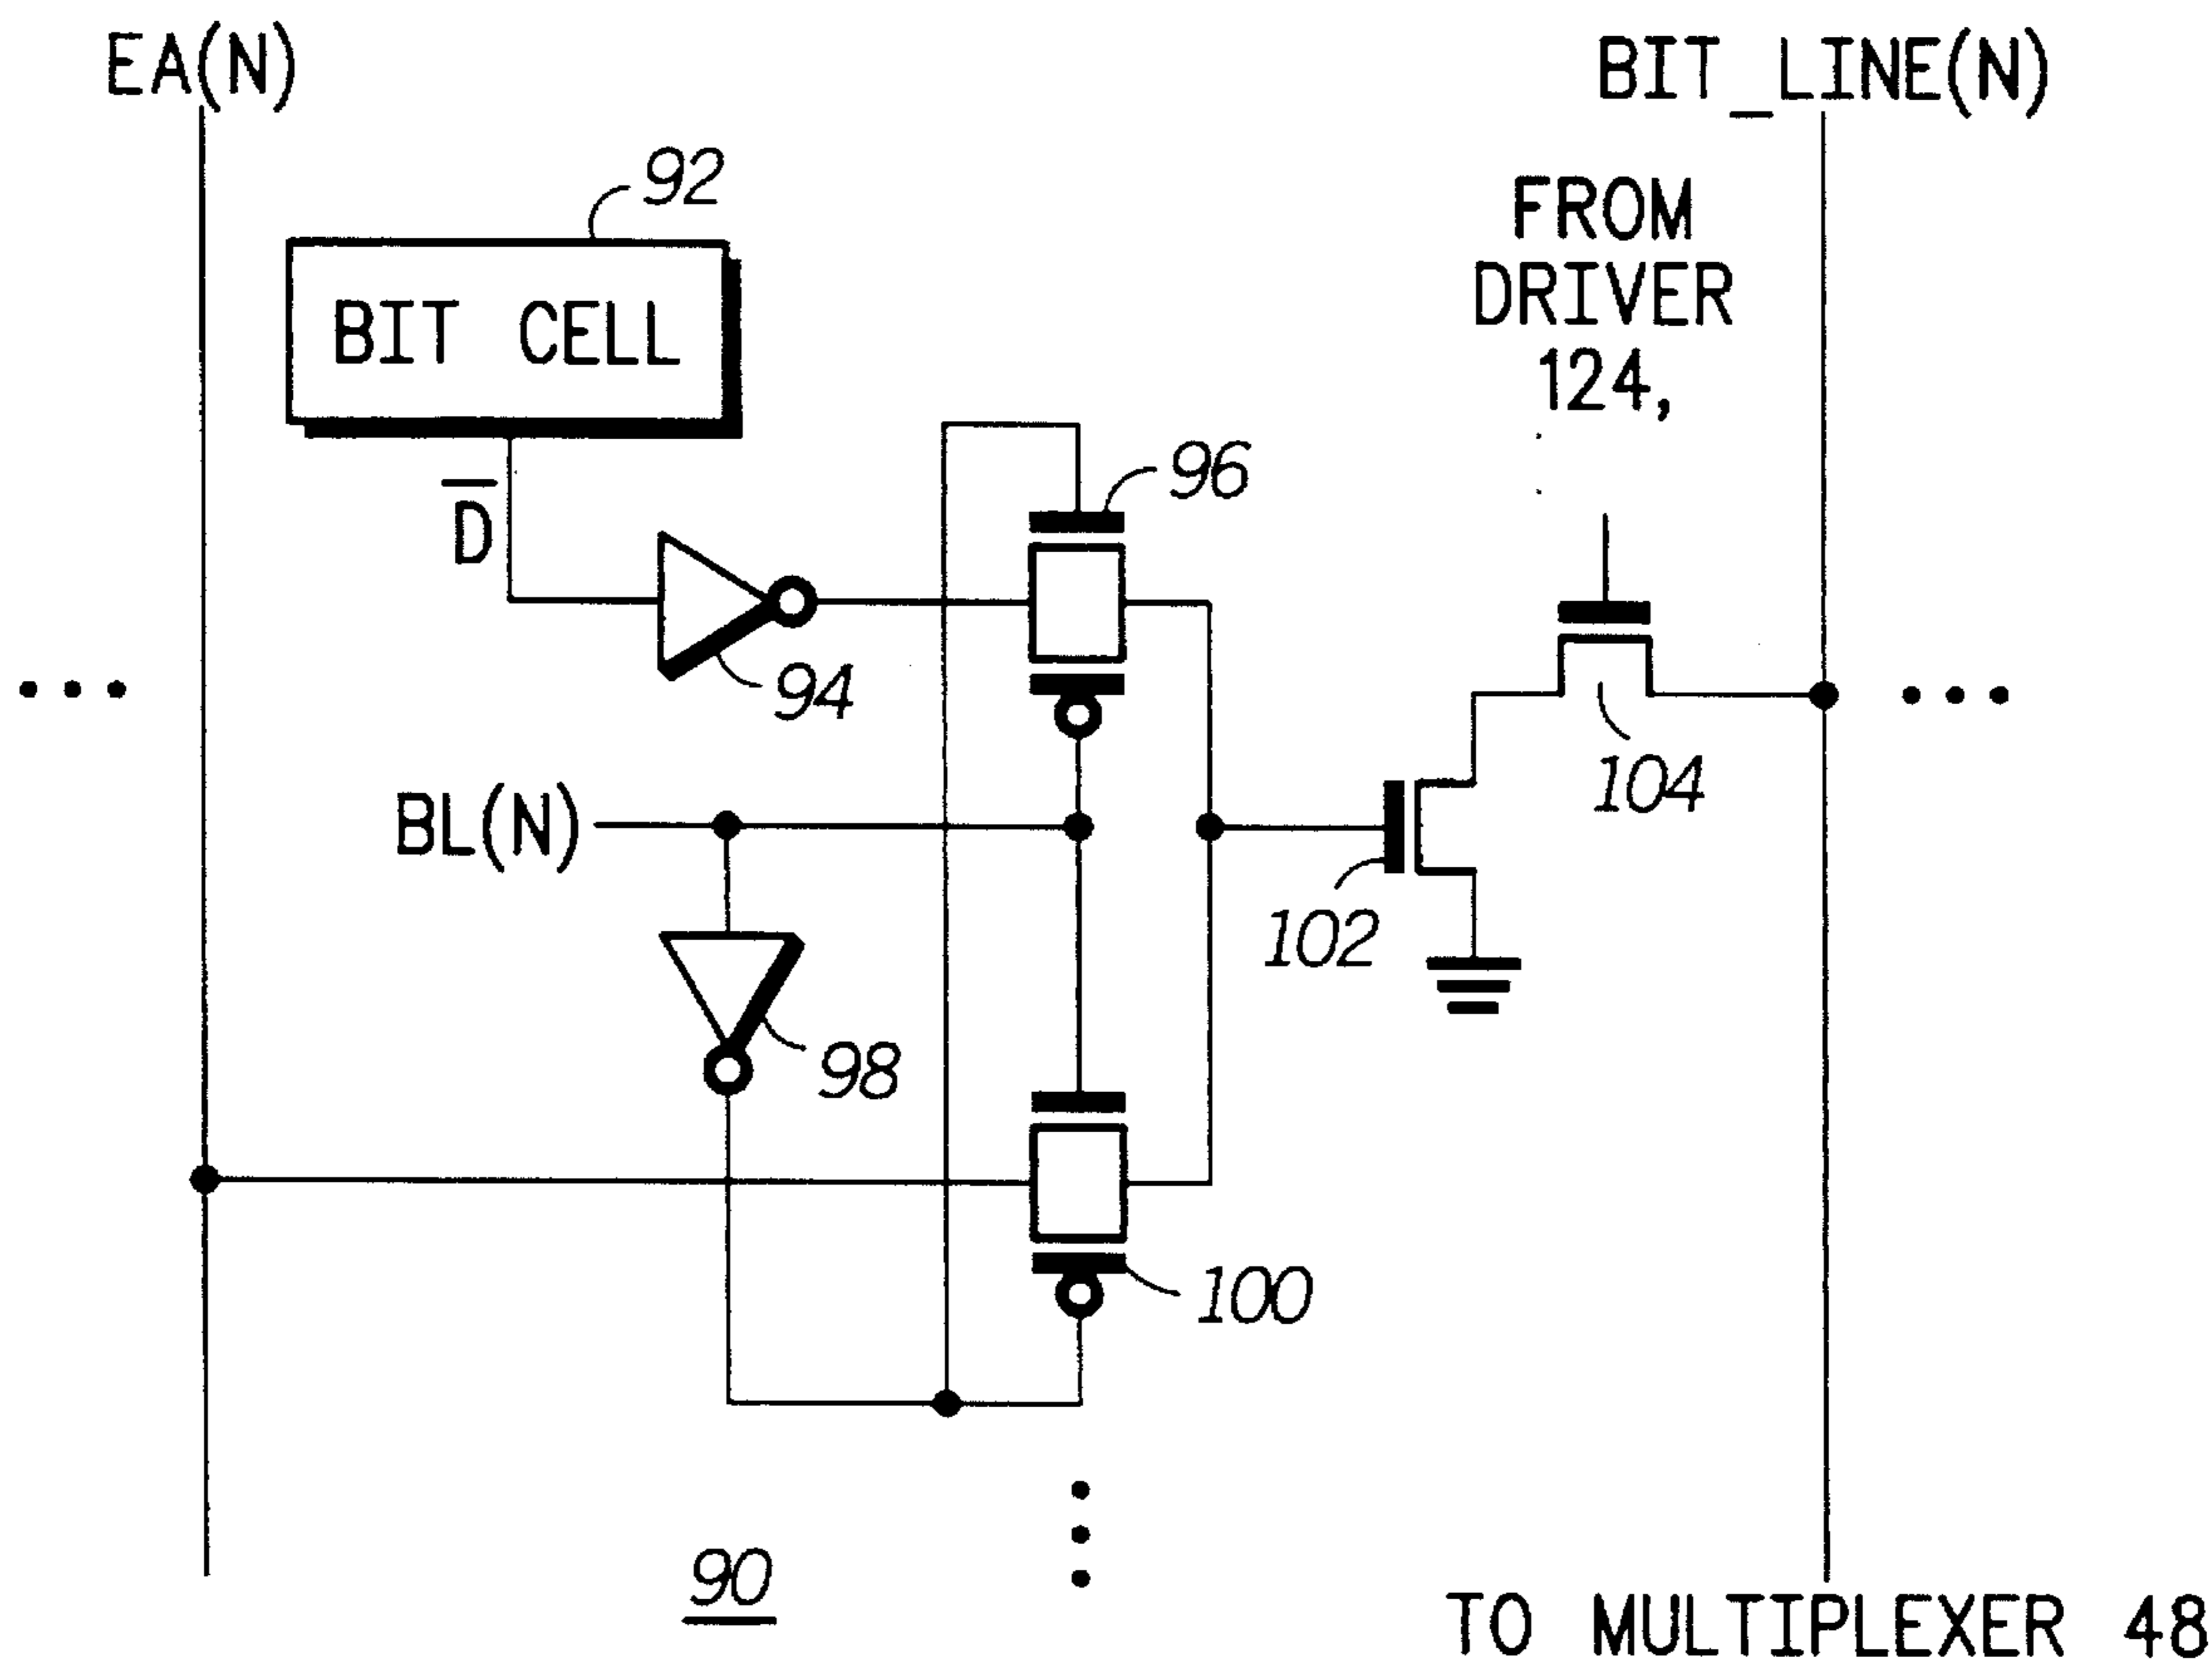 EA(N)
BIT_LINE(N)
92
BIT CELL
FROM
DRIVER
124,
D̅
96
94
104
BL(N)
102
98
100
90
TO MULTIPLEXER 48